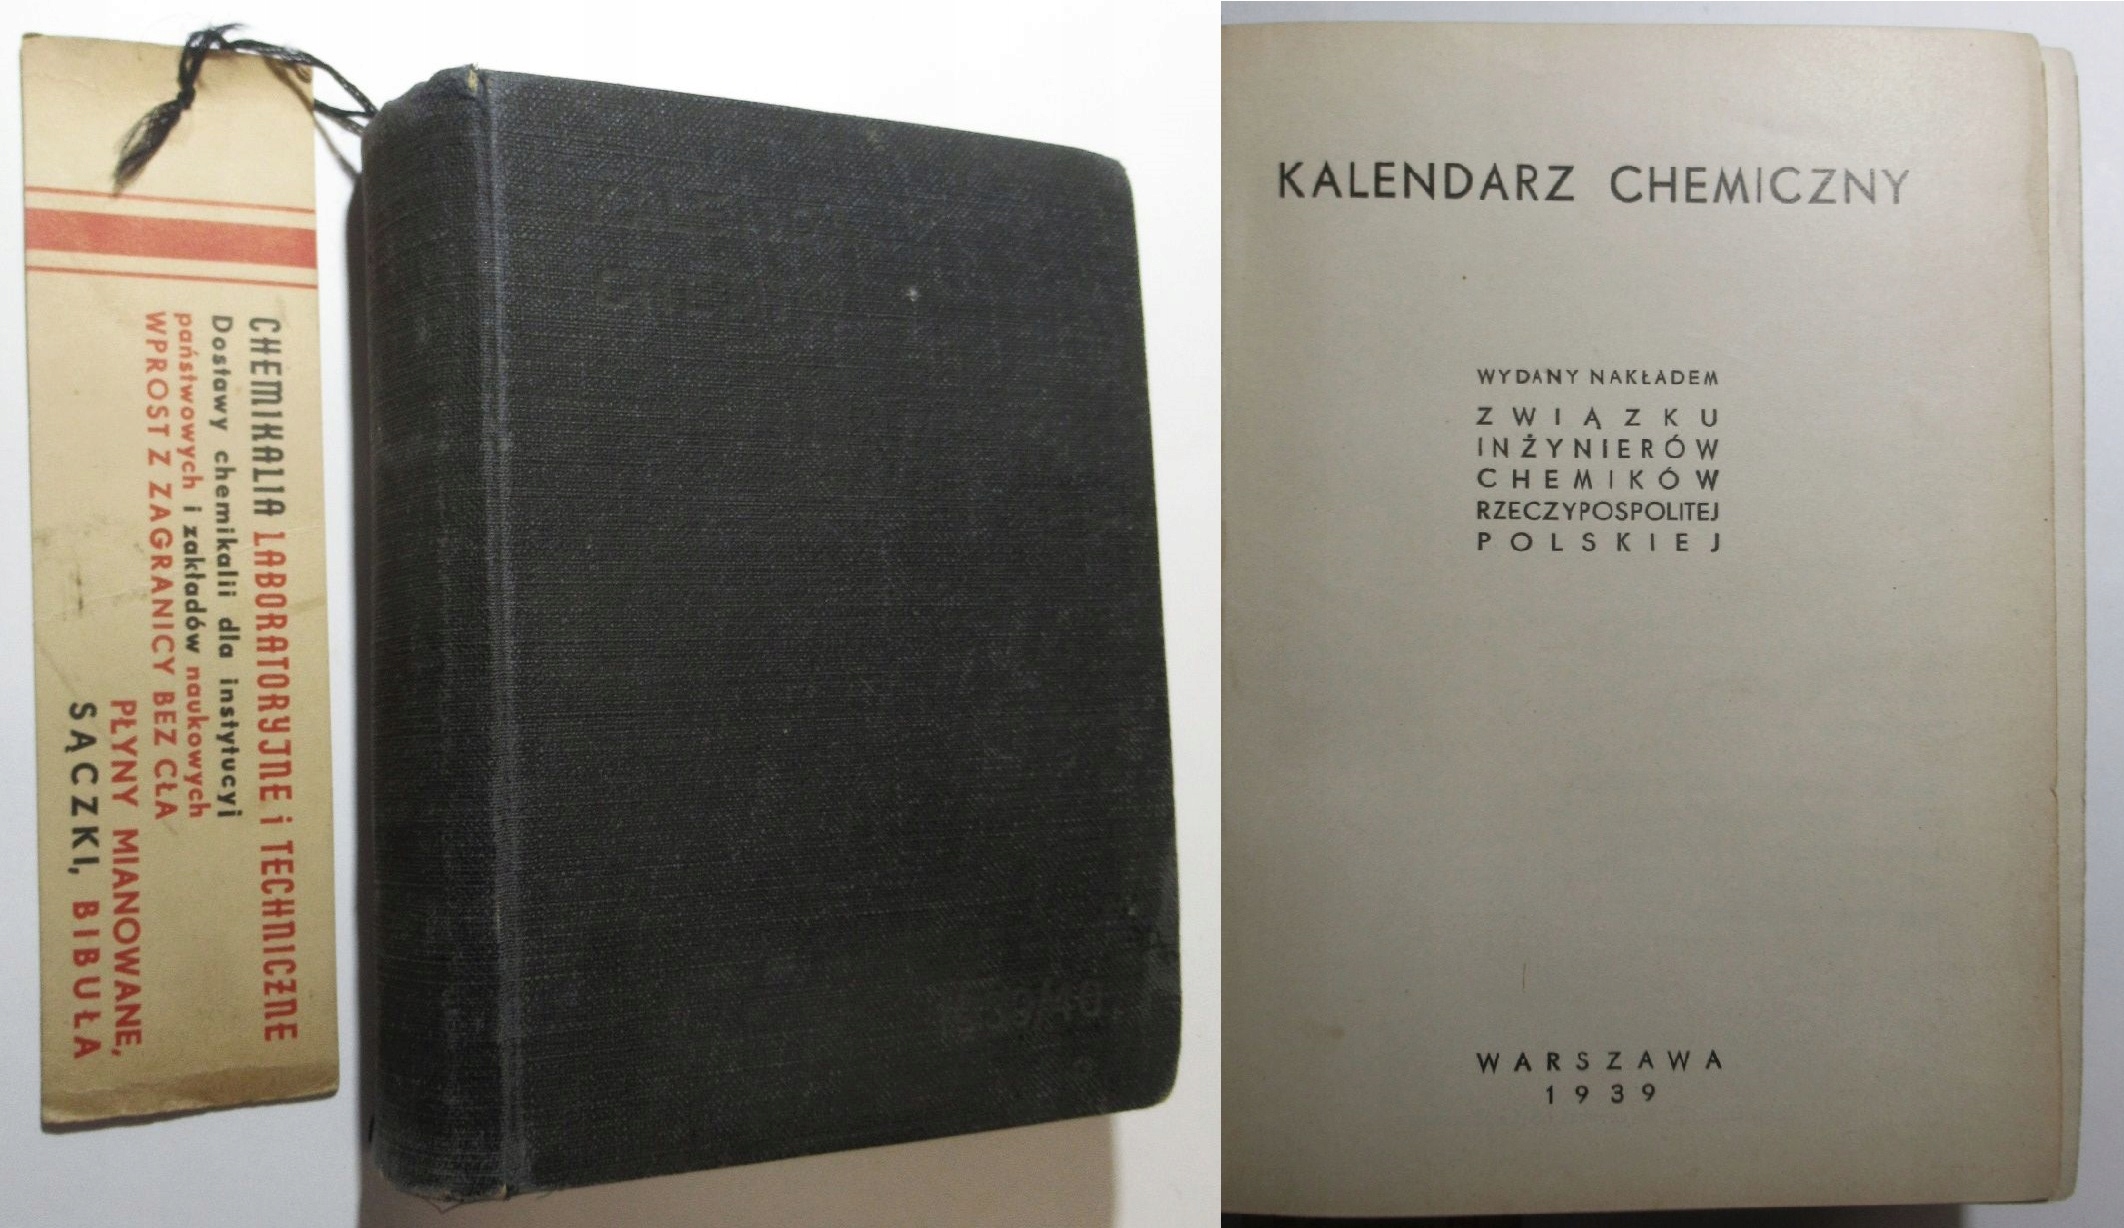 CHEMIKALIA LABORATORYJNE i TECHNICZNE
Dostawy chemikalii dla instytucyi
państwowych i zakładów naukowych
WPROST Z ZAGRANICY BEZ CŁA
PŁYNY MIANOWANE,
SĄCZKI, BIBUŁA
KALENDARZ CHEMICZNY
WYDANY NAKŁADEM
ZWIĄZKU
INŻYNIERÓW
CHEMIKÓW
RZECZYPOSPOLITEJ
POLSKIEJ
WARSZAWA
1939